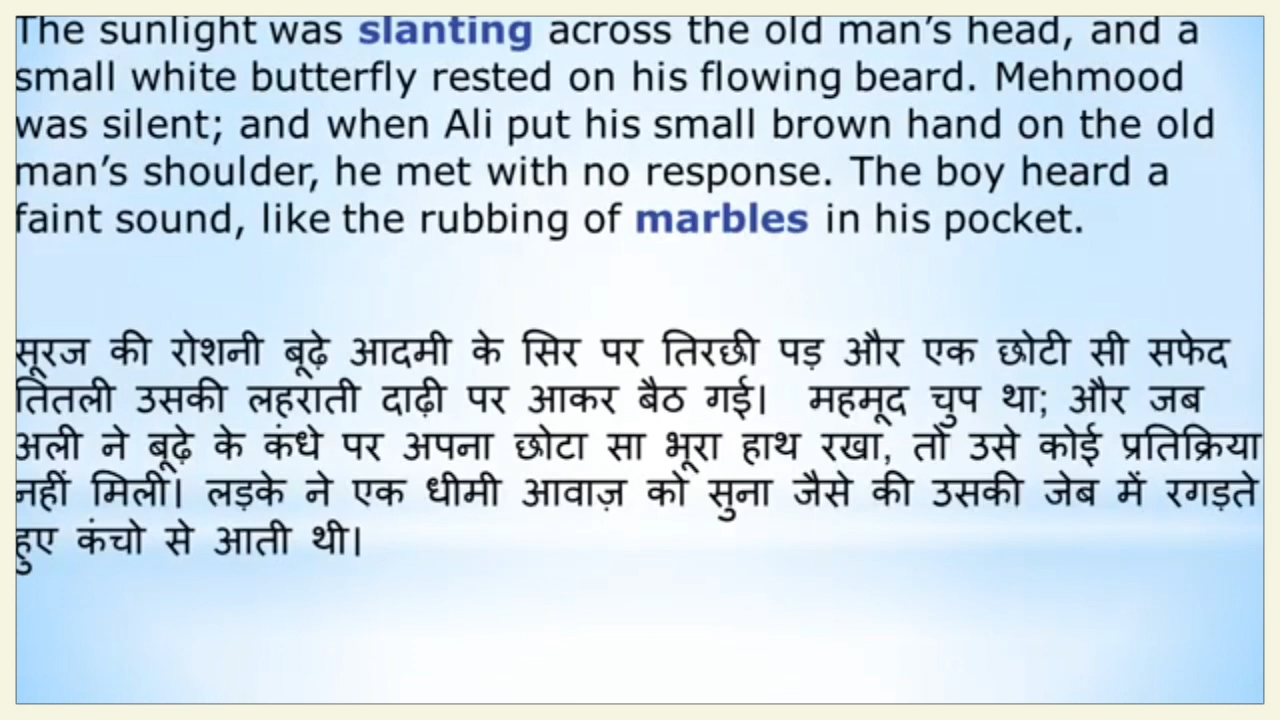 The sunlight was slanting across the old man’s head, and a
small white butterfly rested on his flowing beard. Mehmood
was silent; and when Ali put his small brown hand on the old
man’s shoulder, he met with no response. The boy heard a
faint sound, like the rubbing of marbles in his pocket.
सूरज की रोशनी बूढ़े आदमी के सिर पर तिरछी पड़ और एक छोटी सी सफेद
तितली उसकी लहराती दाढ़ी पर आकर बैठ गई। महमूद चुप था; और जब
अली ने बूढ़े के कंधे पर अपना छोटा सा भूरा हाथ रखा, तो उसे कोई प्रतिक्रिया
नहीं मिली। लड़के ने एक धीमी आवाज़ को सुना जैसे की उसकी जेब में रगड़ते
हुए कंचो से आती थी।